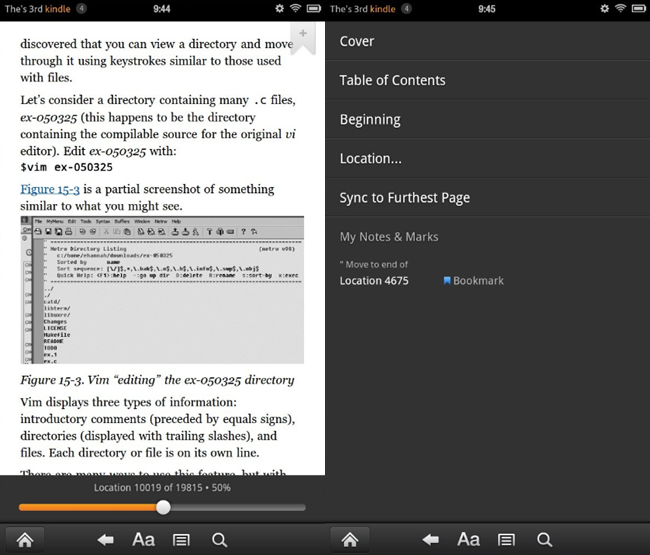 The's 3rd kindle 4 9:44
discovered that you can view a directory and move
through it using keystrokes similar to those used
with files.
Let's consider a directory containing many .c files,
ex-050325 (this happens to be the directory
containing the compilable source for the original vi
editor). Edit ex-050325 with:
$vim ex-050325
Figure 15-3 is a partial screenshot of something
similar to what you might see.
File MyMenu Edit Tools Syntax Buffers Window Netrw Help
" Netrw Directory Listing (netrw v98)
" c:/home/ehannah/downloads/ex-050325
" Sorted by name
" Quick Help: <F1>:help -:go up dir D:delete R:rename s:sort-by x:exec
../
./
catd/
libterm/
libuxre/
Changes
LICENSE
Makefile
README
TODO
ex.1
ex.c
Figure 15-3. Vim “editing” the ex-050325 directory
Vim displays three types of information:
introductory comments (preceded by equals signs),
directories (displayed with trailing slashes), and
files. Each directory or file is on its own line.
There are many ways to use this feature, but with
Location 10019 of 19815 • 50%
Aa
The's 3rd kindle 4 9:45
Cover
Table of Contents
Beginning
Location...
Sync to Furthest Page
My Notes & Marks
" Move to end of
Location 4675 Bookmark
Aa